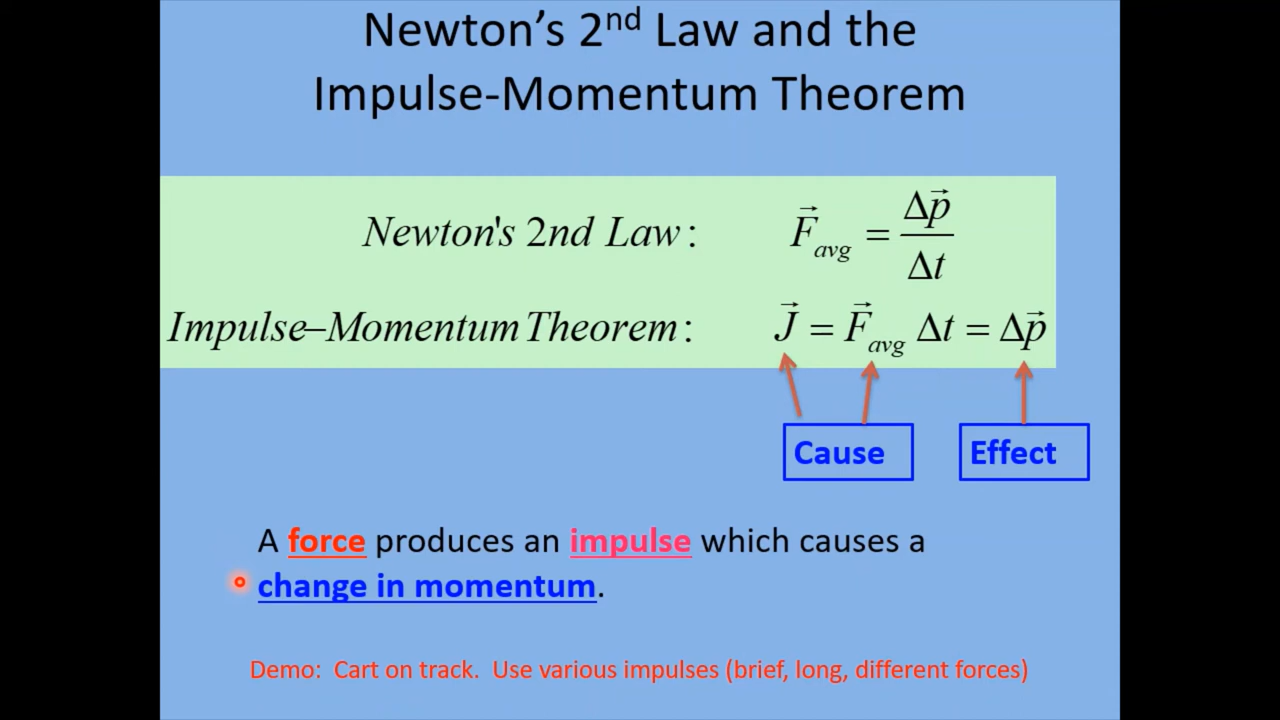 Newton’s 2nd Law and the
Impulse-Momentum Theorem
Newton's 2nd Law: F⃗avg = Δp⃗ / Δt
Impulse–Momentum Theorem: J⃗ = F⃗avg Δt = Δp⃗
Cause Effect
A force produces an impulse which causes a
change in momentum.
Demo: Cart on track. Use various impulses (brief, long, different forces)